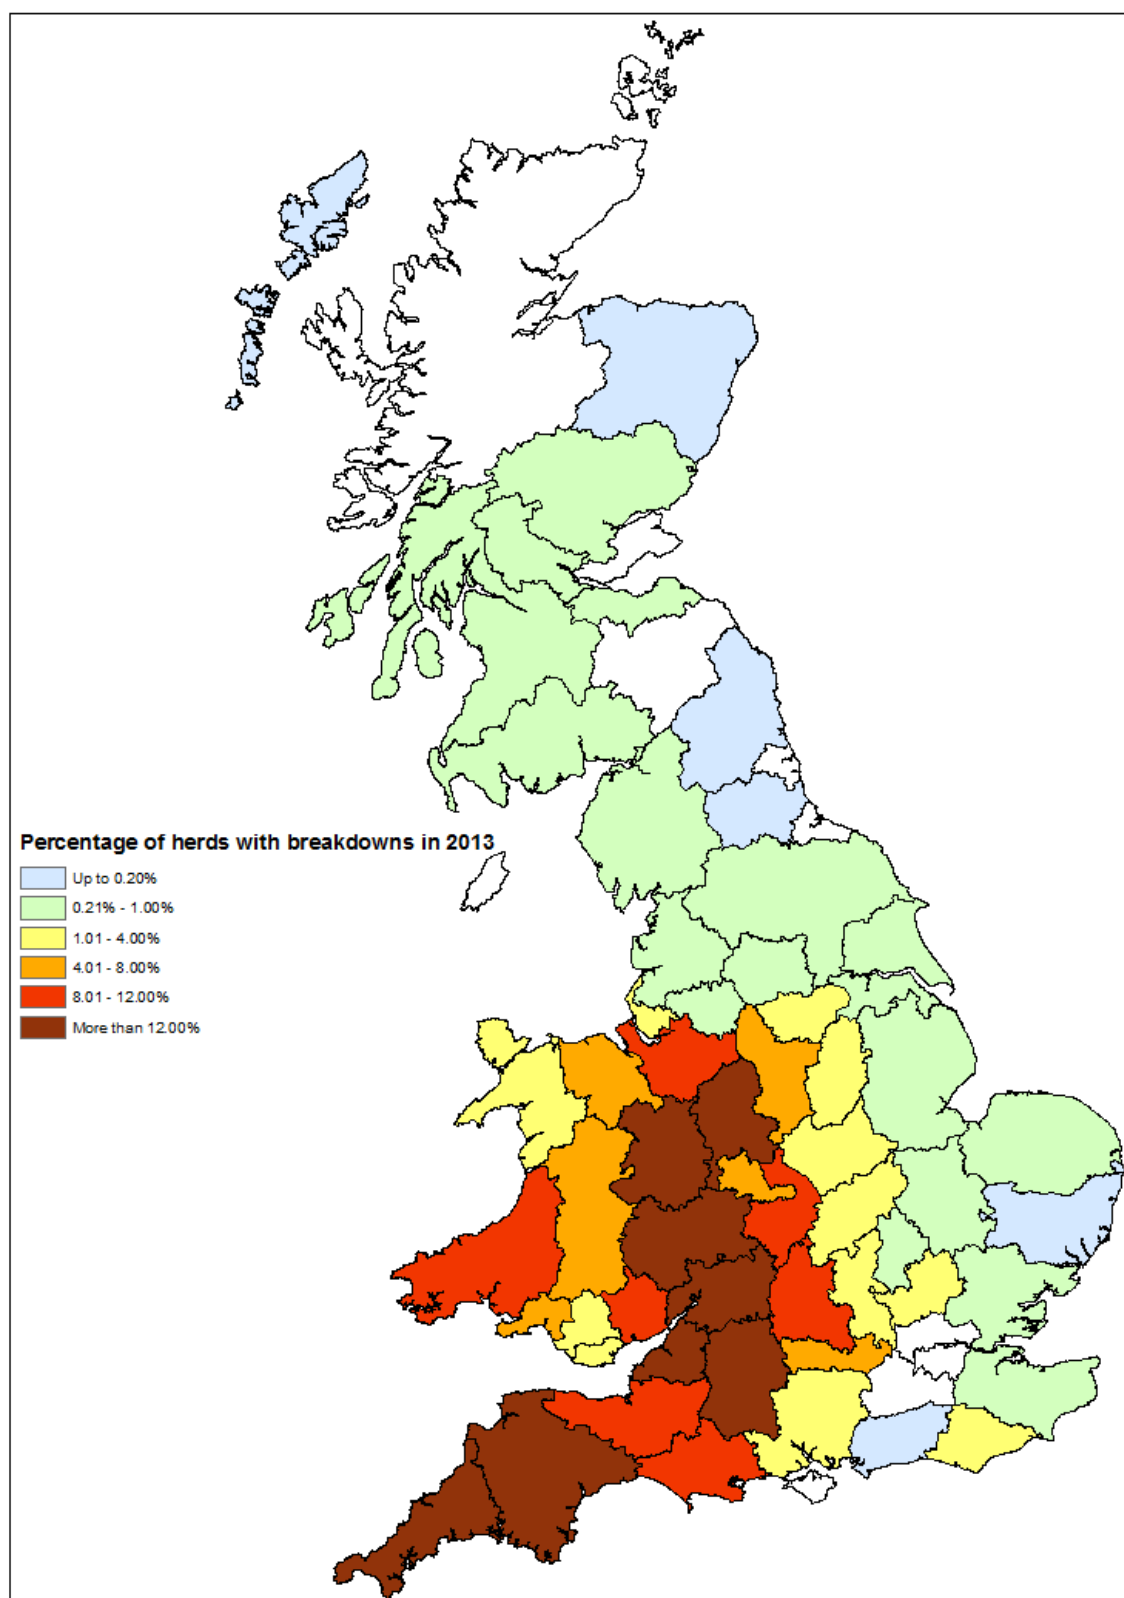 Percentage of herds with breakdowns in 2013
Up to 0.20%
0.21% - 1.00%
1.01 - 4.00%
4.01 - 8.00%
8.01 - 12.00%
More than 12.00%